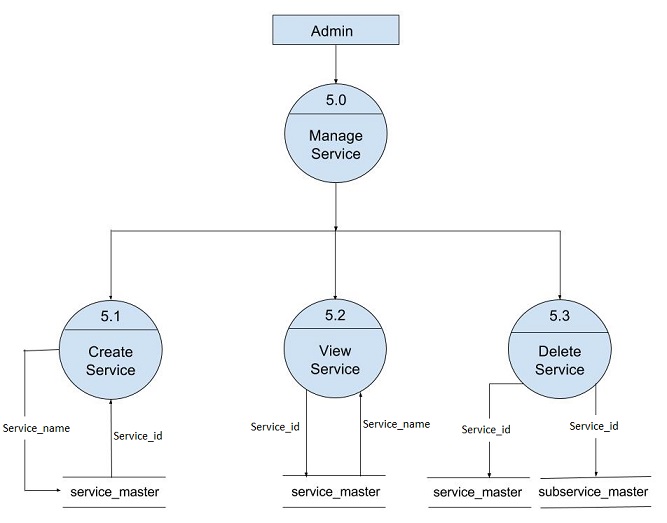 Admin
5.0
Manage
Service
5.1
Create
Service
5.2
View
Service
5.3
Delete
Service
Service_name
Service_id
Service_id
Service_name
Service_id
Service_id
service_master
service_master
service_master
subservice_master